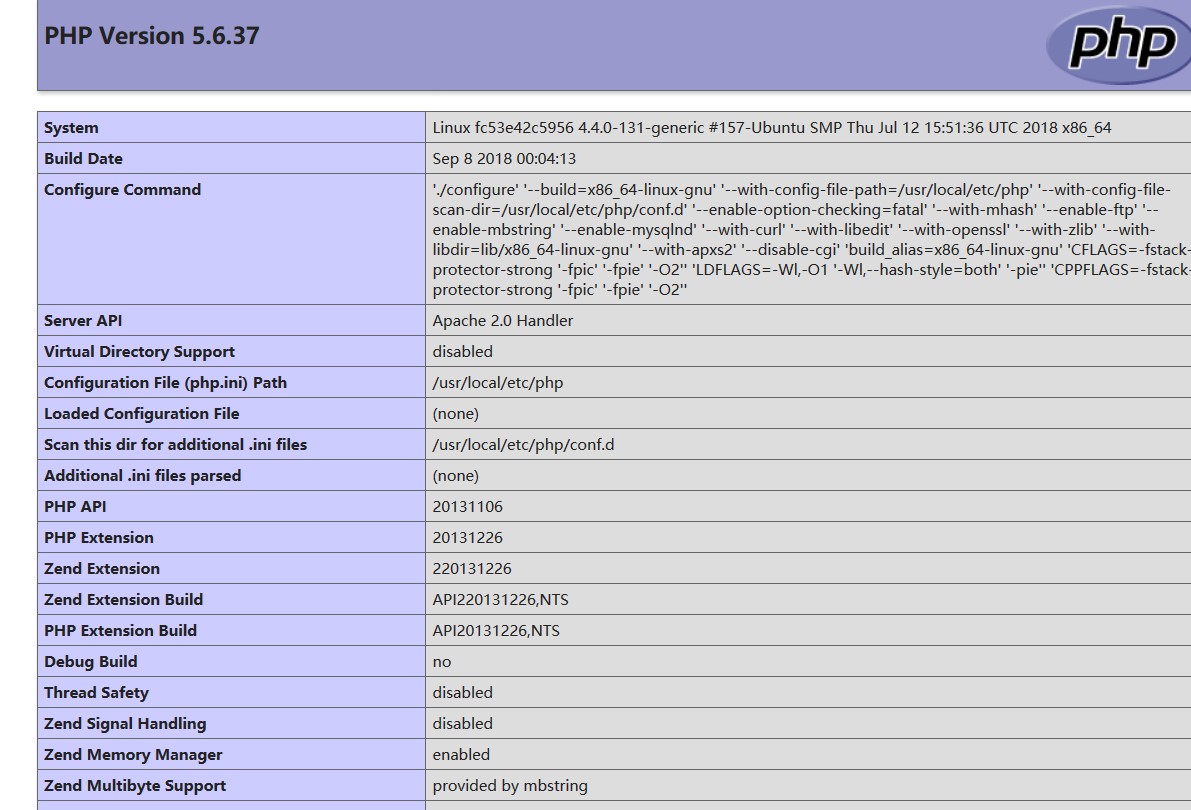 PHP Version 5.6.37
php
System Linux fc53e42c5956 4.4.0-131-generic #157-Ubuntu SMP Thu Jul 12 15:51:36 UTC 2018 x86_64
Build Date Sep 8 2018 00:04:13
Configure Command './configure' '--build=x86_64-linux-gnu' '--with-config-file-path=/usr/local/etc/php' '--with-config-file-
scan-dir=/usr/local/etc/php/conf.d' '--enable-option-checking=fatal' '--with-mhash' '--enable-ftp' '--
enable-mbstring' '--enable-mysqlnd' '--with-curl' '--with-libedit' '--with-openssl' '--with-zlib' '--with-
libdir=lib/x86_64-linux-gnu' '--with-apxs2' '--disable-cgi' 'build_alias=x86_64-linux-gnu' 'CFLAGS=-fstack-
protector-strong '-fpic' '-fpie' '-O2'' 'LDFLAGS=-Wl,-O1 '-Wl,--hash-style=both' '-pie'' 'CPPFLAGS=-fstack-
protector-strong '-fpic' '-fpie' '-O2''
Server API Apache 2.0 Handler
Virtual Directory Support disabled
Configuration File (php.ini) Path /usr/local/etc/php
Loaded Configuration File (none)
Scan this dir for additional .ini files /usr/local/etc/php/conf.d
Additional .ini files parsed (none)
PHP API 20131106
PHP Extension 20131226
Zend Extension 220131226
Zend Extension Build API220131226,NTS
PHP Extension Build API20131226,NTS
Debug Build no
Thread Safety disabled
Zend Signal Handling disabled
Zend Memory Manager enabled
Zend Multibyte Support provided by mbstring